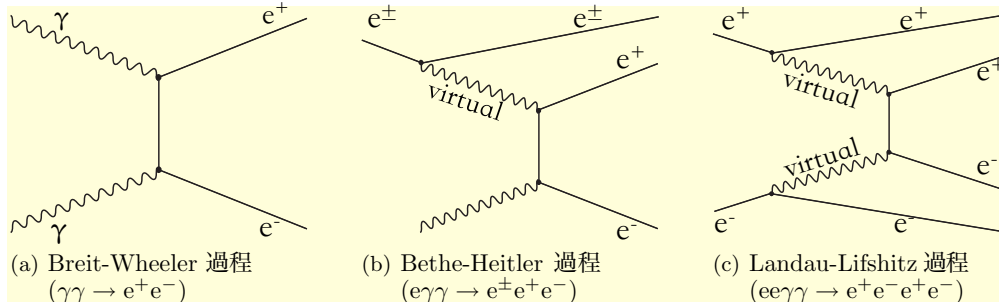 γ
e+
γ
e-
(a) Breit-Wheeler 過程
(γγ → e+e−)
e±
e±
e+
virtual
e-
(b) Bethe-Heitler 過程
(eγγ → e±e+e−)
e+
e+
e+
virtual
virtual
e-
e-
e-
(c) Landau-Lifshitz 過程
(eeγγ → e+e−e+e−)